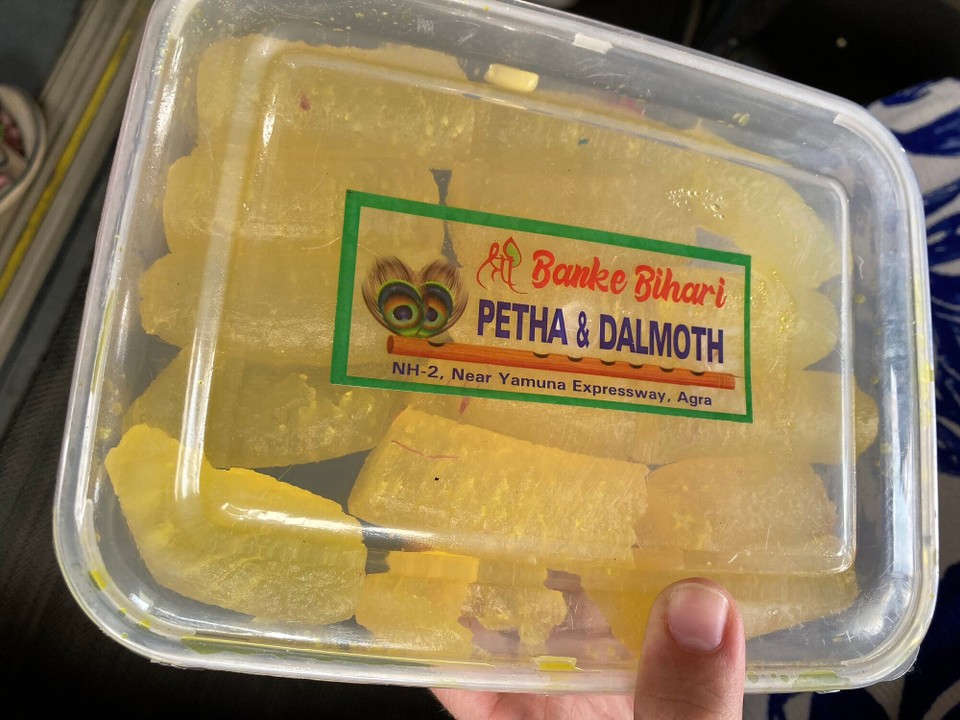 श्री Banke Bihari
PETHA & DALMOTH
NH-2, Near Yamuna Expressway, Agra